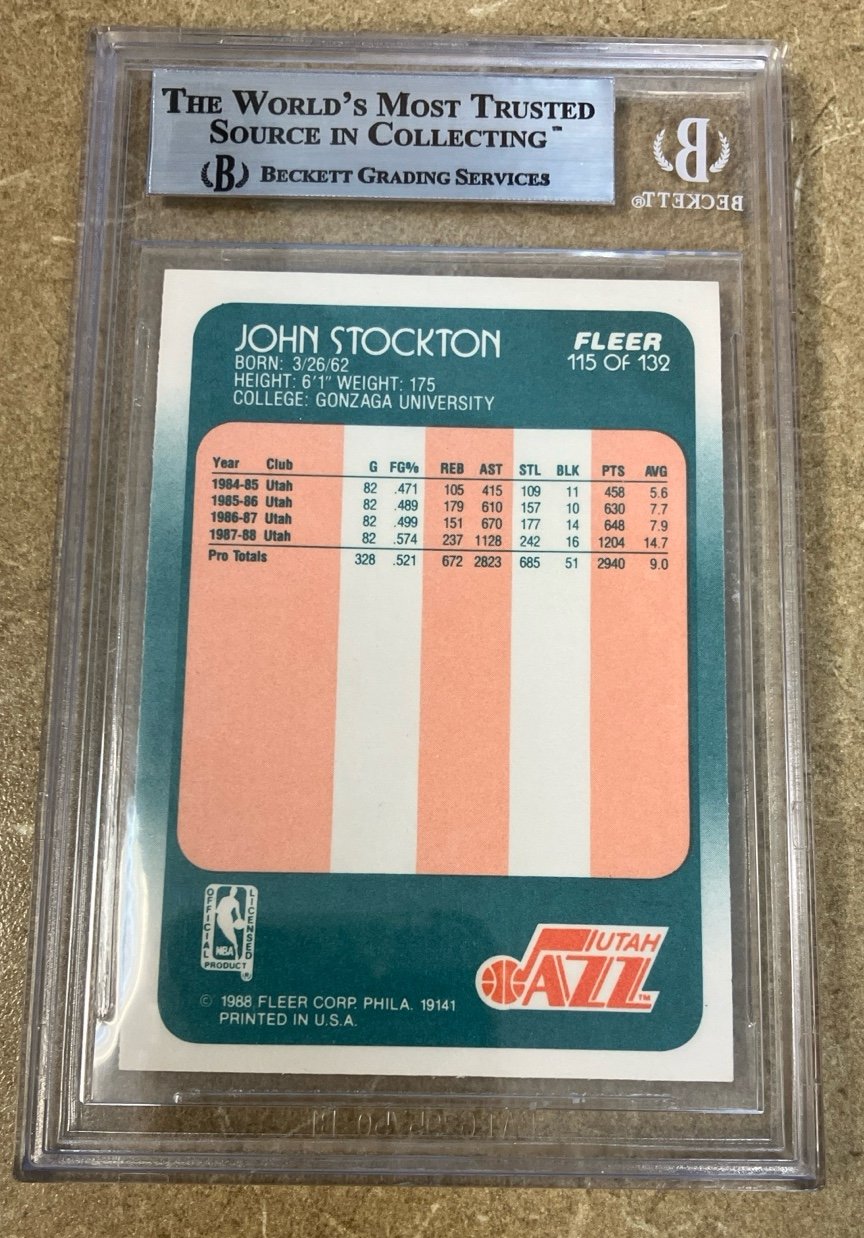 THE WORLD'S MOST TRUSTED
SOURCE IN COLLECTING™
B BECKETT GRADING SERVICES
B
BECKETT®
JOHN STOCKTON
BORN: 3/26/62
HEIGHT: 6'1" WEIGHT: 175
COLLEGE: GONZAGA UNIVERSITY
FLEER
115 OF 132
Year Club G FG% REB AST STL BLK PTS AVG
1984-85 Utah 82 .471 105 415 109 11 458 5.6
1985-86 Utah 82 .489 179 610 157 10 630 7.7
1986-87 Utah 82 .499 151 670 177 14 648 7.9
1987-88 Utah 82 .574 237 1128 242 16 1204 14.7
Pro Totals 328 .521 672 2823 685 51 2940 9.0
OFFICIAL LICENSED
NBA
PRODUCT ®
UTAH
JAZZ™
© 1988 FLEER CORP. PHILA. 19141
PRINTED IN U.S.A.